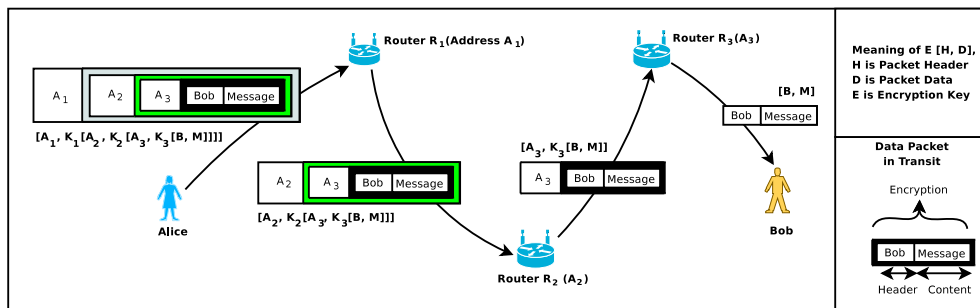 Router R1(Address A1)
A1 A2 A3 Bob Message
[A1, K1[A2, K2[A3, K3[B, M]]]]
Alice
A2 A3 Bob Message
[A2, K2[A3, K3[B, M]]]
Router R2 (A2)
[A3, K3[B, M]]
A3 Bob Message
Router R3(A3)
[B, M]
Bob Message
Bob
Meaning of E [H, D],
H is Packet Header
D is Packet Data
E is Encryption Key
Data Packet
in Transit
Encryption
Bob Message
Header Content